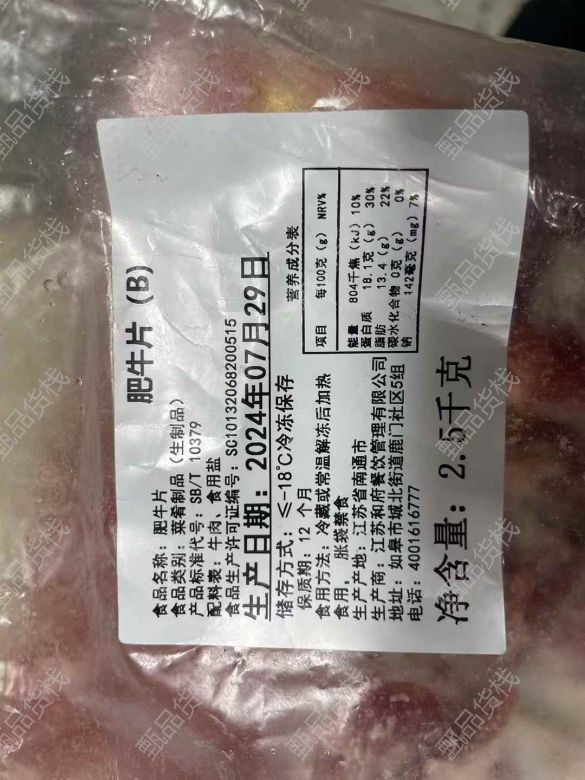 肥牛片 (B)
食品名称: 肥牛片
食品类别: 菜肴制品 (生制品)
产品标准代号: SB/T 10379
配料表: 牛肉、食用盐
食品生产许可证编号: SC10132068200515
生产日期: 2024年07月29日
储存方式: ≤-18℃冷冻保存
保质期: 12 个月
食用方法: 冷藏或常温解冻后加热
食用, 胀袋禁食
生产产地: 江苏省南通市
生产商: 江苏和府餐饮管理有限公司
地址: 如皋市城北街道鹿门社区5组
电话: 4001616777
净含量: 2.5千克
营养成分表
项目 每100克 (g) NRV%
能量 804千焦 (kJ) 10%
蛋白质 18.1克 (g) 30%
脂肪 13.4 (g) 22%
碳水化合物 0克 (g) 0%
钠 142毫克 (mg) 7%
甄品货栈